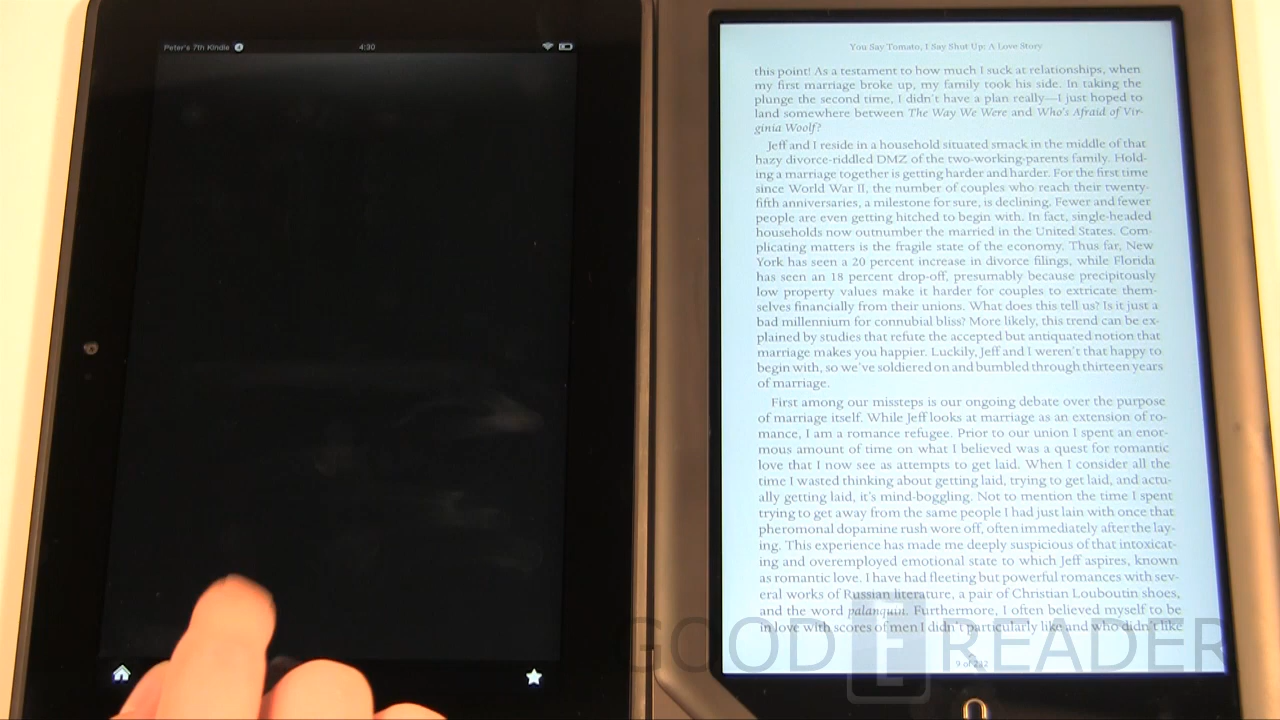 Peter's 7th Kindle 4
4:30
You Say Tomato, I Say Shut Up: A Love Story
this point! As a testament to how much I suck at relationships, when
my first marriage broke up, my family took his side. In taking the
plunge the second time, I didn't have a plan really—I just hoped to
land somewhere between The Way We Were and Who's Afraid of Vir-
ginia Woolf?
Jeff and I reside in a household situated smack in the middle of that
hazy divorce-riddled DMZ of the two-working-parents family. Hold-
ing a marriage together is getting harder and harder. For the first time
since World War II, the number of couples who reach their twenty-
fifth anniversaries, a milestone for sure, is declining. Fewer and fewer
people are even getting hitched to begin with. In fact, single-headed
households now outnumber the married in the United States. Com-
plicating matters is the fragile state of the economy. Thus far, New
York has seen a 20 percent increase in divorce filings, while Florida
has seen an 18 percent drop-off, presumably because precipitously
low property values make it harder for couples to extricate them-
selves financially from their unions. What does this tell us? Is it just a
bad millennium for connubial bliss? More likely, this trend can be ex-
plained by studies that refute the accepted but antiquated notion that
marriage makes you happier. Luckily, Jeff and I weren't that happy to
begin with, so we've soldiered on and bumbled through thirteen years
of marriage.
First among our missteps is our ongoing debate over the purpose
of marriage itself. While Jeff looks at marriage as an extension of ro-
mance, I am a romance refugee. Prior to our union I spent an enor-
mous amount of time on what I believed was a quest for romantic
love that I now see as attempts to get laid. When I consider all the
time I wasted thinking about getting laid, trying to get laid, and actu-
ally getting laid, it's mind-boggling. Not to mention the time I spent
trying to get away from the same people I had just lain with once that
pheromonal dopamine rush wore off, often immediately after the lay-
ing. This experience has made me deeply suspicious of that intoxicat-
ing and overemployed emotional state to which Jeff aspires, known
as romantic love. I have had fleeting but powerful romances with sev-
eral works of Russian literature, a pair of Christian Louboutin shoes,
and the word palanquin. Furthermore, I often believed myself to be
in love with scores of men I didn't particularly like and who didn't like
9 of 282
GOOD E READER